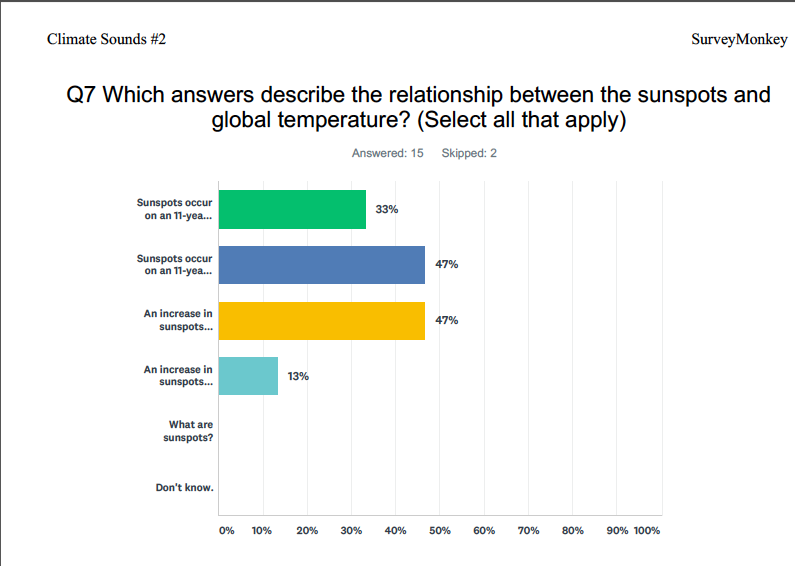 Climate Sounds #2
SurveyMonkey
Q7 Which answers describe the relationship between the sunspots and
global temperature? (Select all that apply)
Answered: 15 Skipped: 2
Sunspots occur
on an 11-yea...
33%
Sunspots occur
on an 11-yea...
47%
An increase in
sunspots...
47%
An increase in
sunspots...
13%
What are
sunspots?
Don't know.
0% 10% 20% 30% 40% 50% 60% 70% 80% 90% 100%